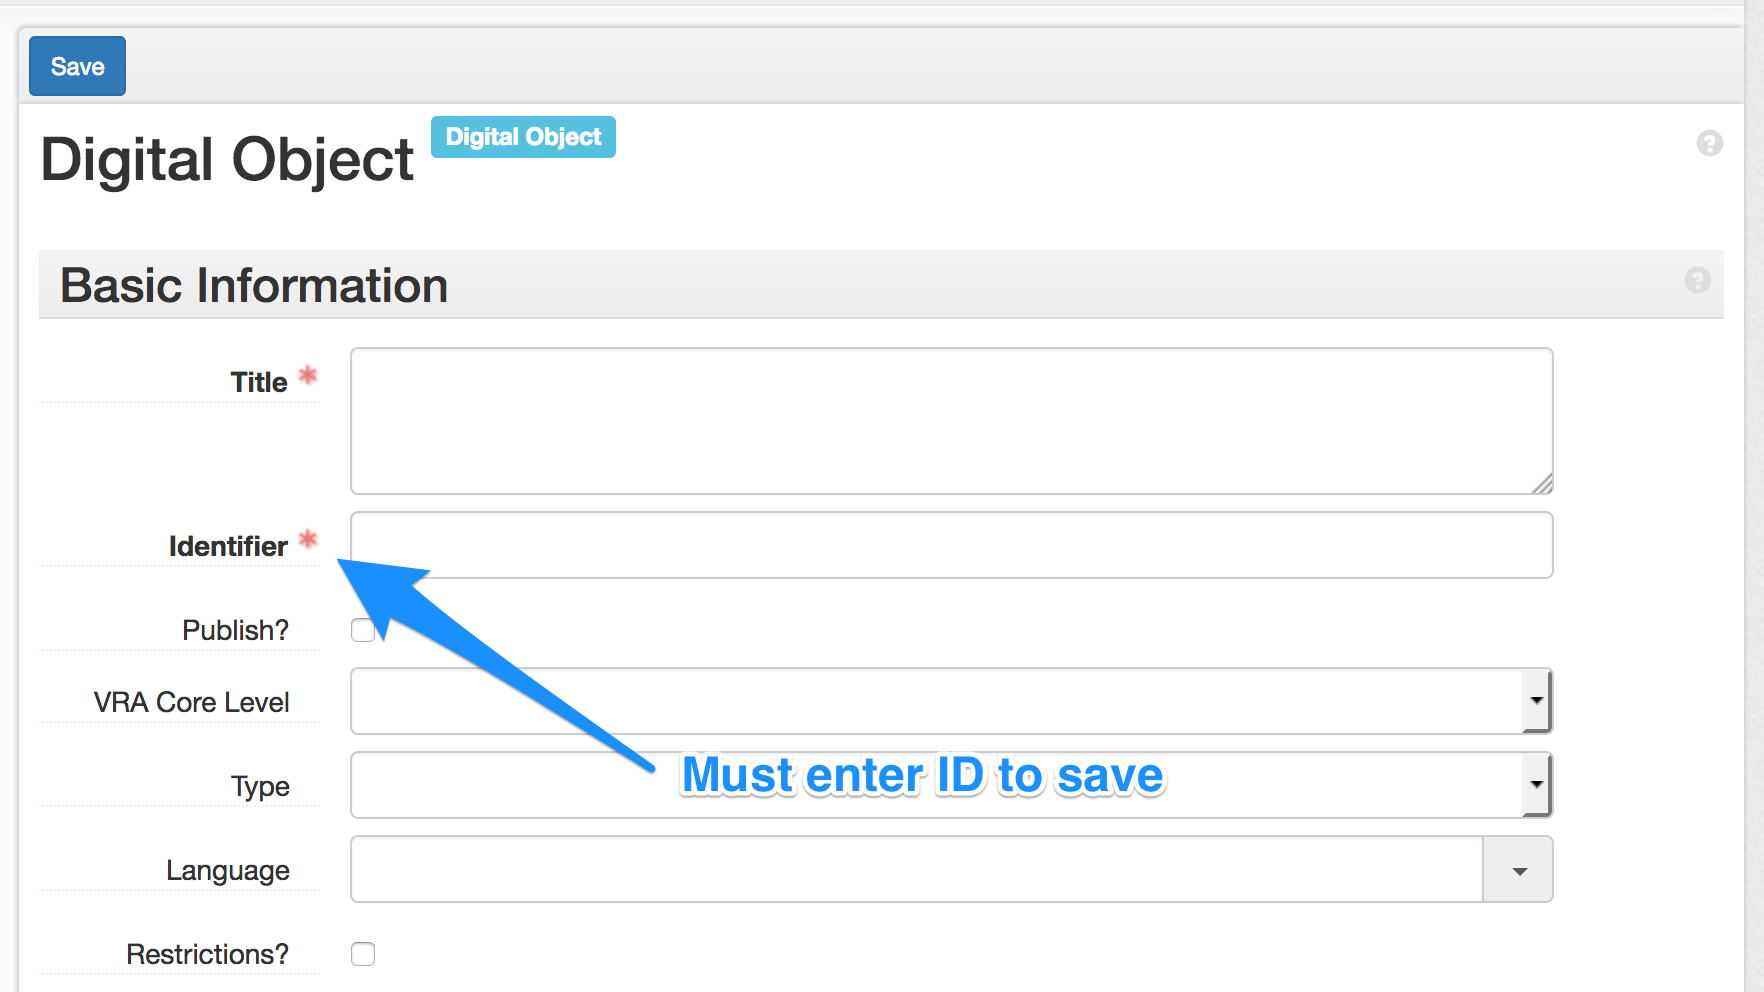 Save
Digital Object Digital Object
?
Basic Information
?
Title *
Identifier *
Publish?
VRA Core Level
Type
Must enter ID to save
Language
Restrictions?